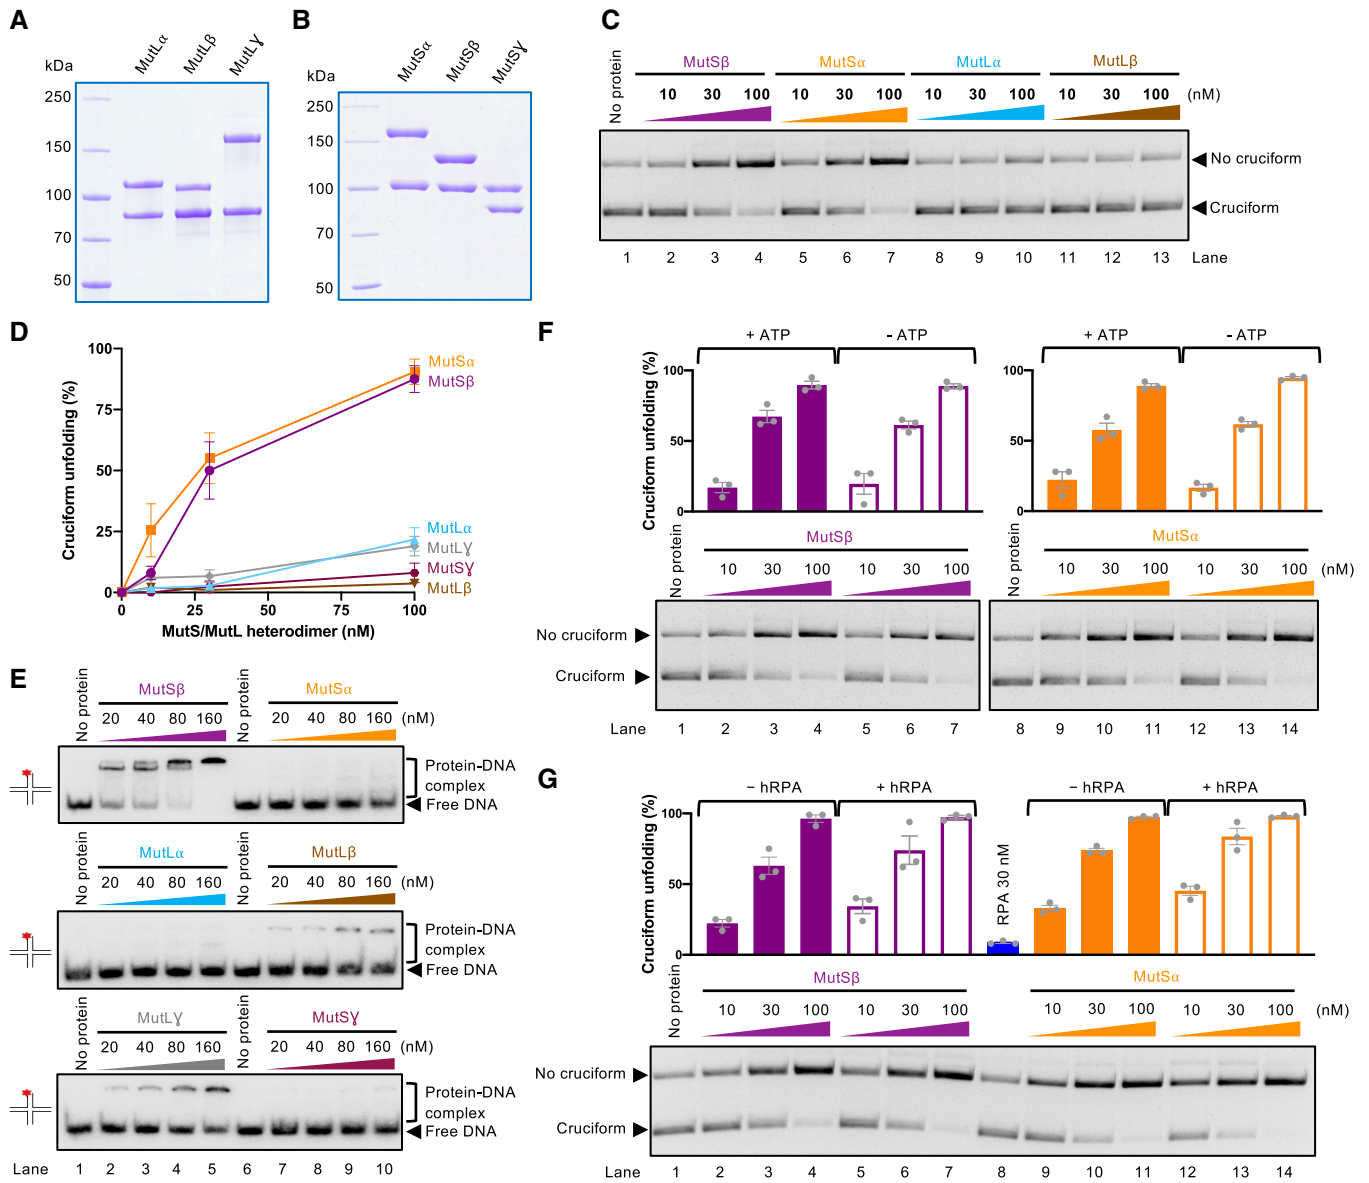 A
kDa
MutLα
MutLβ
MutLƔ
250
150
100
70
50
B
kDa
MutSα
MutSβ
MutSƔ
250
150
100
70
50
C
No protein
MutSβ
MutSα
MutLα
MutLβ
10 30 100 10 30 100 10 30 100 10 30 100 (nM)
No cruciform
Cruciform
1 2 3 4 5 6 7 8 9 10 11 12 13 Lane
D
Cruciform unfolding (%)
100
75
50
25
0
0 25 50 75 100
MutS/MutL heterodimer (nM)
MutSα
MutSβ
MutLα
MutLƔ
MutSƔ
MutLβ
E
No protein
MutSβ
No protein
MutSα
20 40 80 160 20 40 80 160 (nM)
Protein-DNA
complex
Free DNA
No protein
MutLα
No protein
MutLβ
20 40 80 160 20 40 80 160 (nM)
Protein-DNA
complex
Free DNA
No protein
MutLƔ
No protein
MutSƔ
20 40 80 160 20 40 80 160 (nM)
Protein-DNA
complex
Free DNA
Lane 1 2 3 4 5 6 7 8 9 10
F
+ ATP - ATP + ATP - ATP
Cruciform unfolding (%)
100
50
0
100
50
0
No protein
MutSβ
No protein
MutSα
10 30 100 10 30 100 10 30 100 10 30 100 (nM)
No cruciform
Cruciform
Lane 1 2 3 4 5 6 7 8 9 10 11 12 13 14
G
− hRPA + hRPA − hRPA + hRPA
Cruciform unfolding (%)
100
50
0
RPA 30 nM
No protein
MutSβ
MutSα
10 30 100 10 30 100 10 30 100 10 30 100 (nM)
No cruciform
Cruciform
Lane 1 2 3 4 5 6 7 8 9 10 11 12 13 14